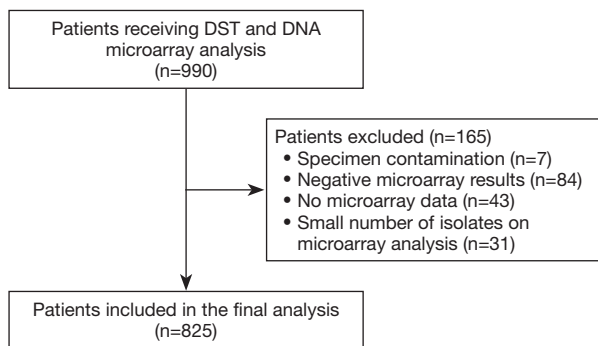 Patients receiving DST and DNA
microarray analysis
(n=990)
Patients excluded (n=165)
• Specimen contamination (n=7)
• Negative microarray results (n=84)
• No microarray data (n=43)
• Small number of isolates on
microarray analysis (n=31)
Patients included in the final analysis
(n=825)